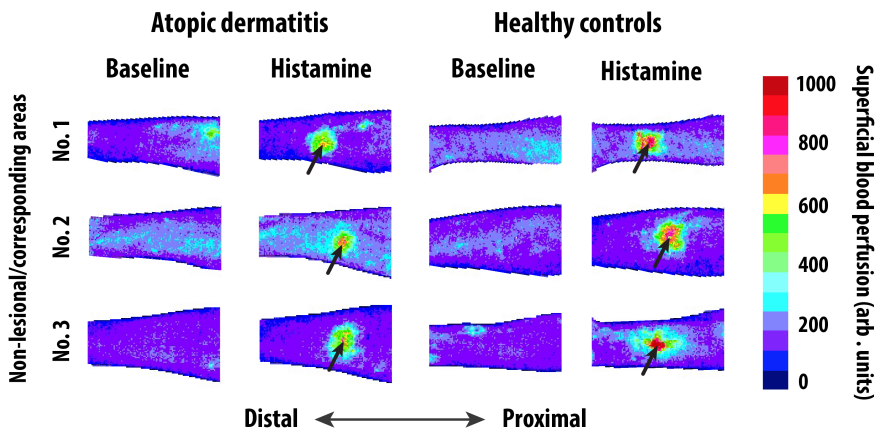 Atopic dermatitis
Healthy controls
Baseline
Histamine
Baseline
Histamine
Non-lesional/corresponding areas
No. 1
No. 2
No. 3
1000
800
600
400
200
0
Superficial blood perfusion (arb . units)
Distal
Proximal